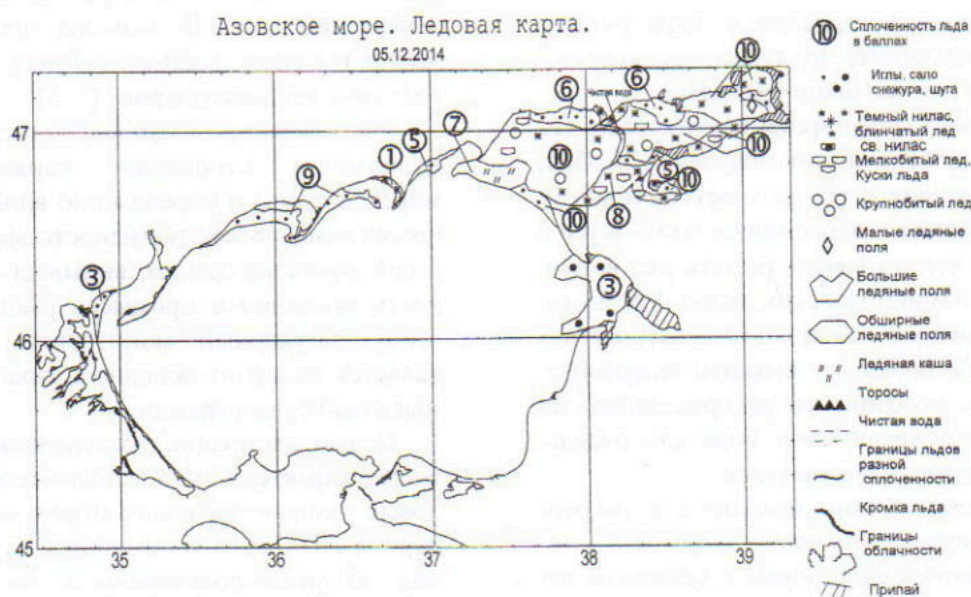 Азовское море. Ледовая карта.
05.12.2014
10
6
6
Чистая вода
10
47
7
5
1
10
10
5
10
9
10
8
3
3
46
45
35
36
37
38
39
10 Сплоченность льда
в баллах
Иглы, сало
снежура, шуга
Темный нилас,
блинчатый лед
св. нилас
Мелкобитый лед,
Куски льда
Крупнобитый лед
Малые ледяные
поля
Большие
ледяные поля
Обширные
ледяные поля
Ледяная каша
Торосы
Чистая вода
Границы льдов
разной
сплоченности
Кромка льда
Границы
облачности
Припай